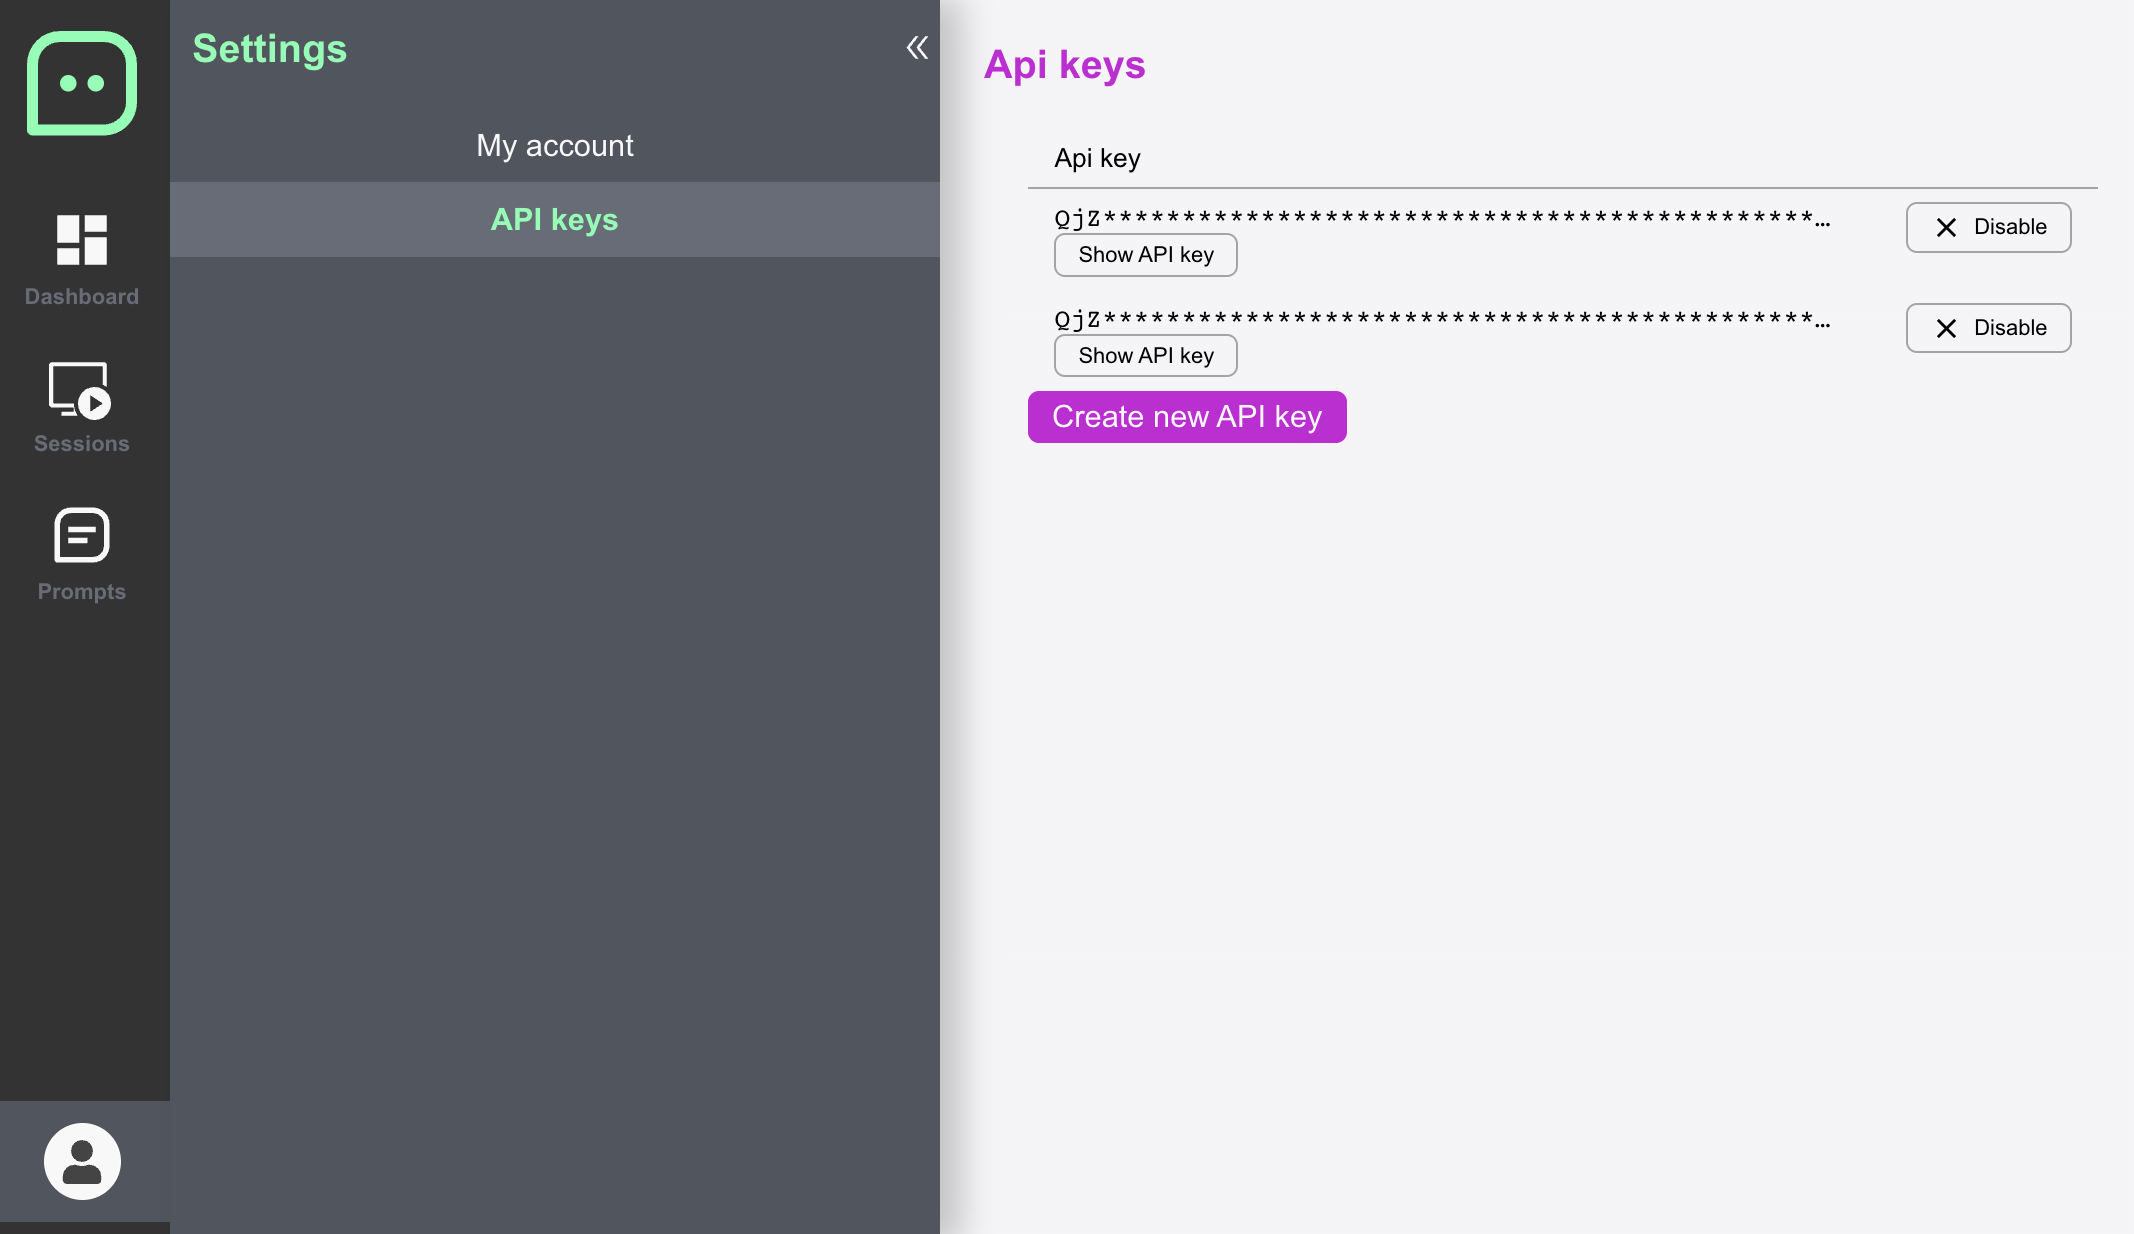 Settings
My account
API keys
Dashboard
Sessions
Prompts
Api keys
Api key
QjZ*********************************************…
Show API key
Disable
QjZ*********************************************…
Show API key
Disable
Create new API key